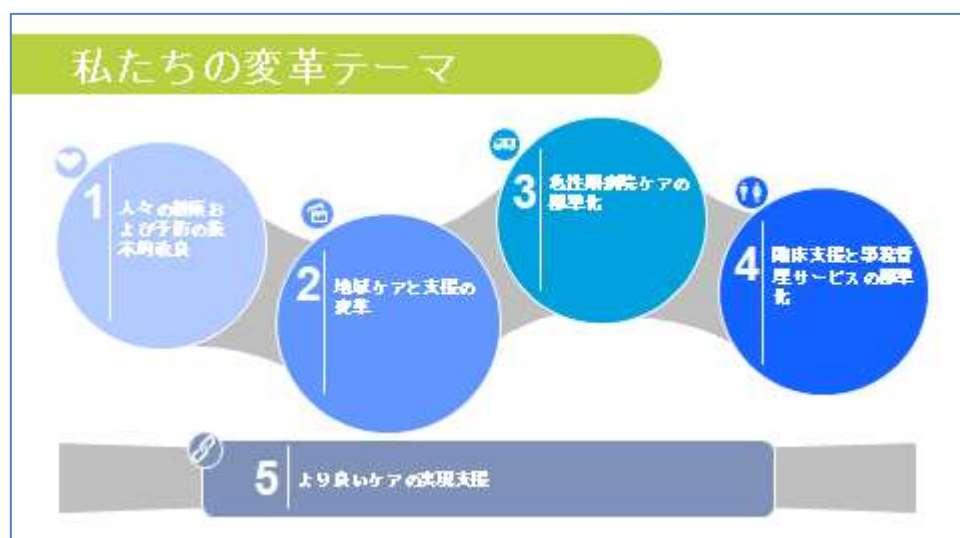 私たちの変革テーマ
1
人々の健康お
よび予防の抜
本的改良
2
地域ケアと支援の
変革
3
急性期病院ケアの
標準化
4
臨床支援と事務管
理サービスの標準
化
5
より良いケアの実現支援